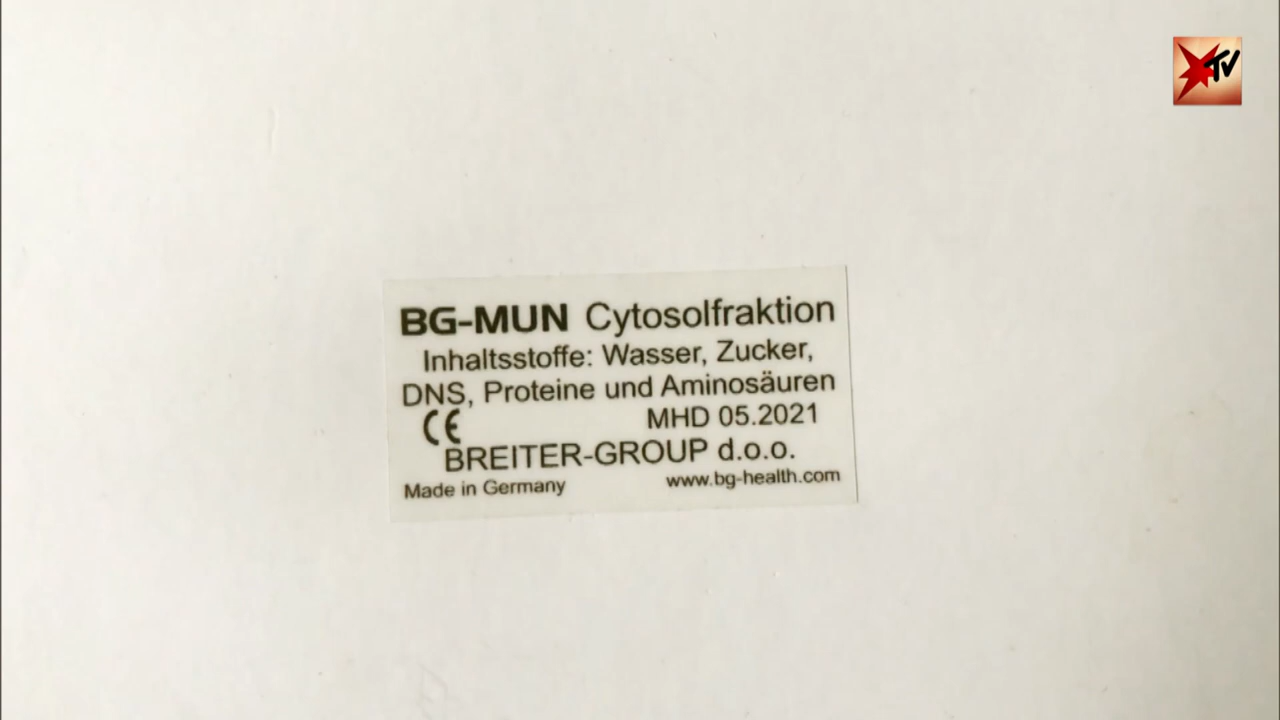 TV
BG-MUN Cytosolfraktion
Inhaltsstoffe: Wasser, Zucker,
DNS, Proteine und Aminosäuren
CE MHD 05.2021
BREITER-GROUP d.o.o.
Made in Germany www.bg-health.com